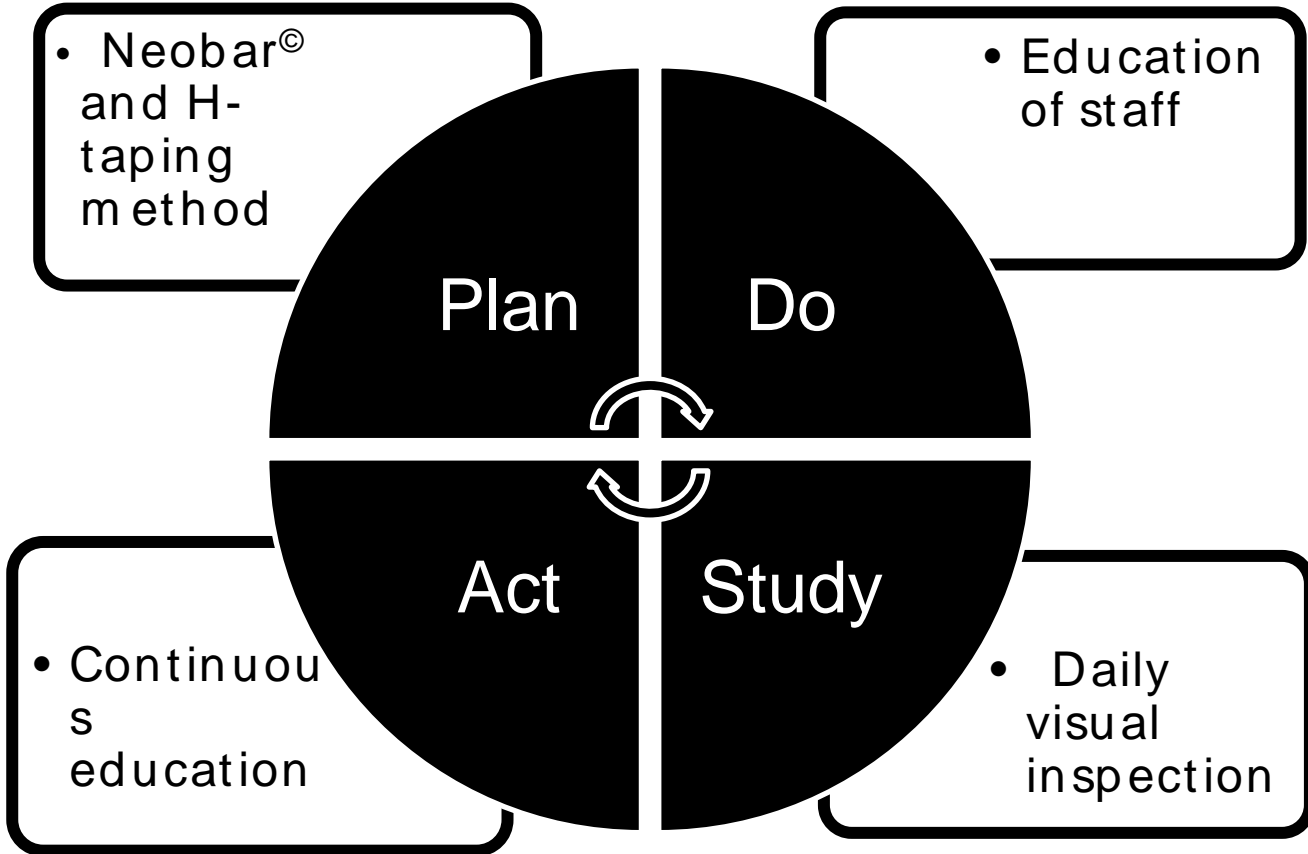 • Neobar©
and H-
taping
method
• Education
of staff
Plan
Do
Act
Study
• Continuou
s
education
• Daily
visual
inspection